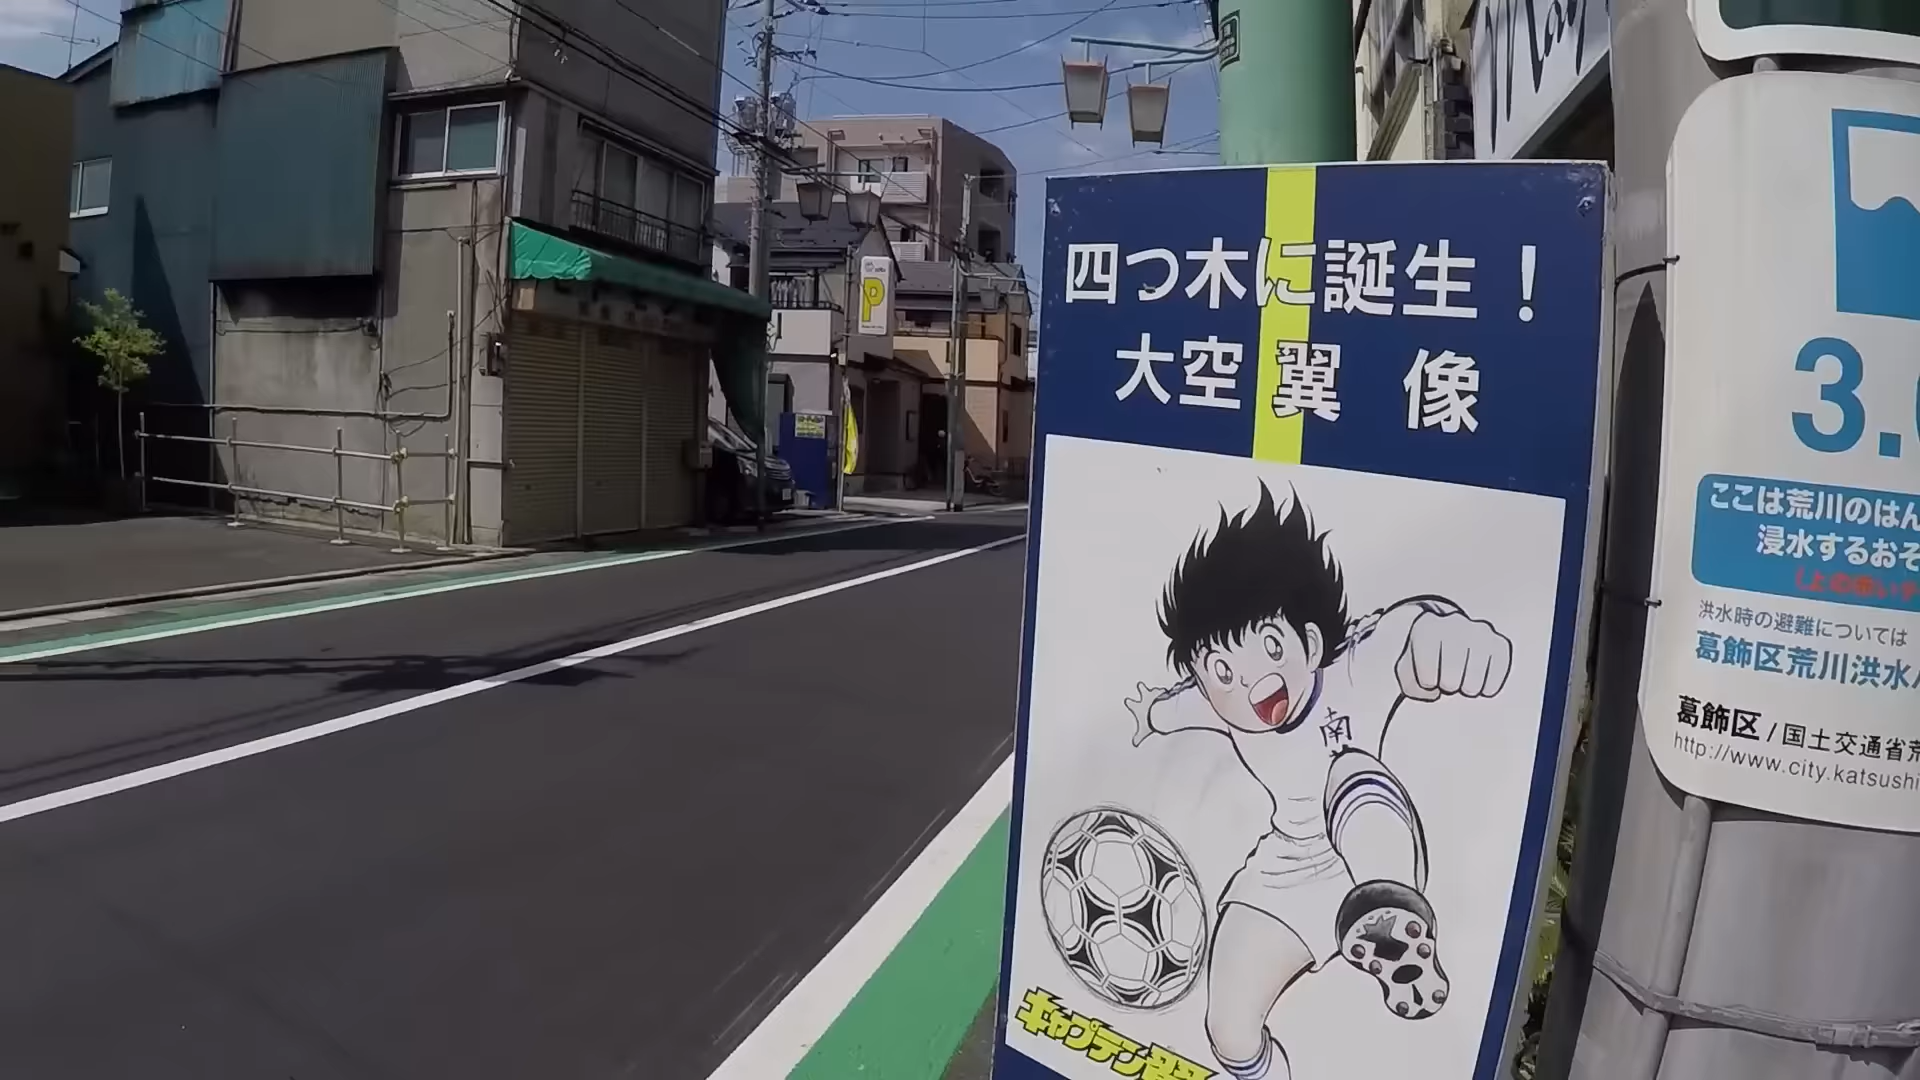 四つ木に誕生！
大空 翼 像
南
キャプテン翼
P
3.
ここは荒川のはん
浸水するおそ
洪水時の避難については
葛飾区荒川洪水
葛飾区/国土交通省荒
http://www.city.katsushi